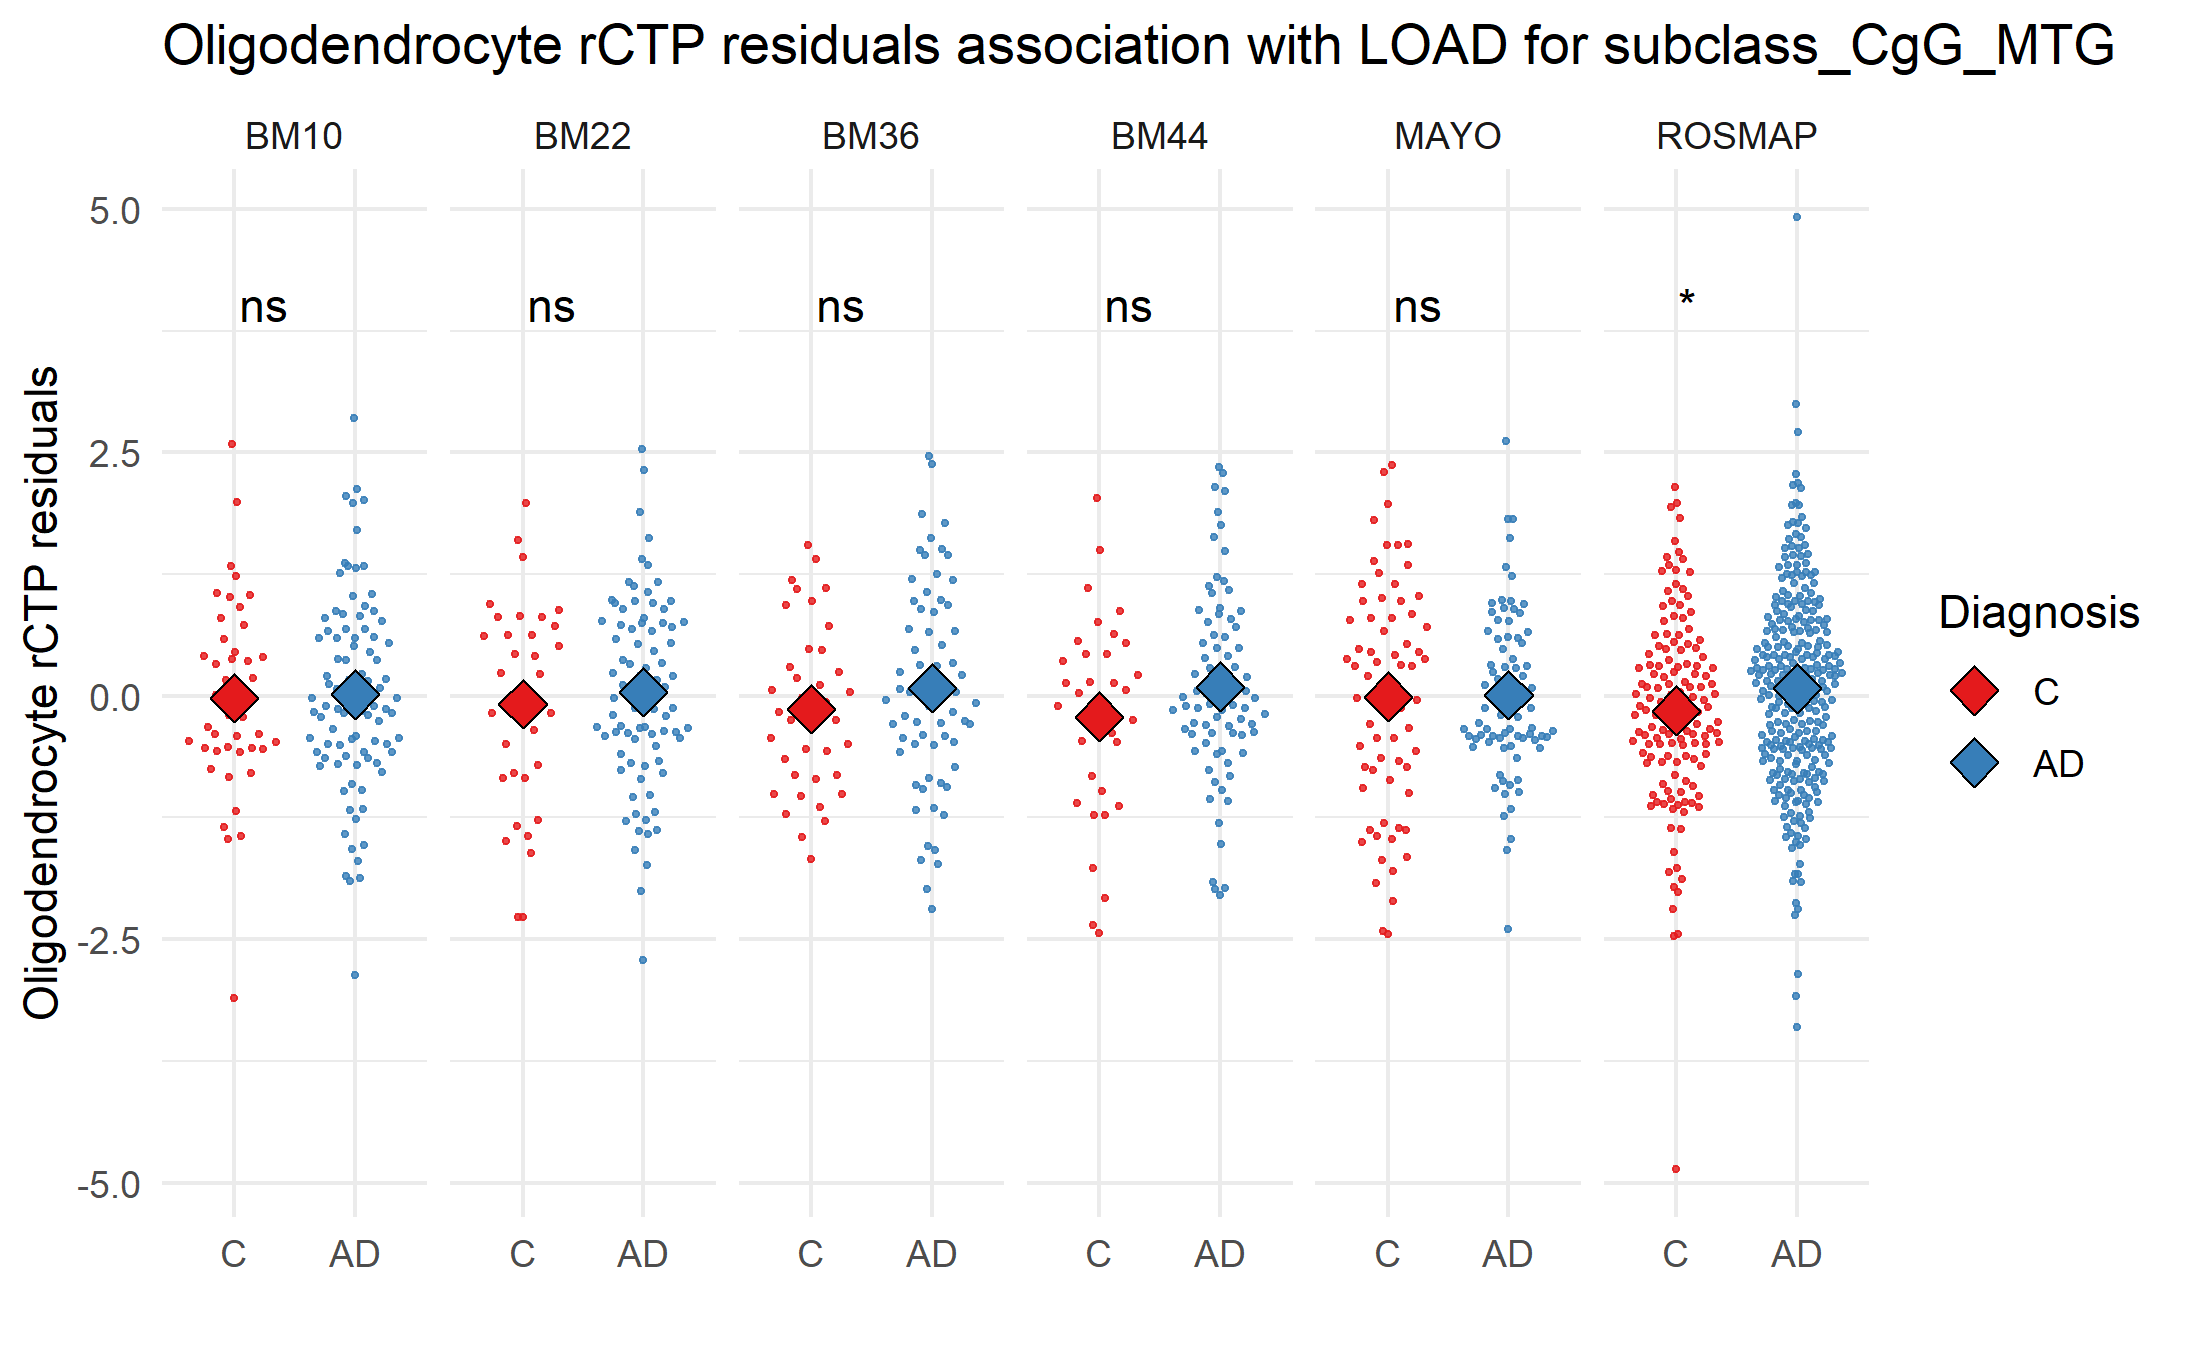 Oligodendrocyte rCTP residuals association with LOAD for subclass_CgG_MTG
BM10 BM22 BM36 BM44 MAYO ROSMAP
5.0
ns ns ns ns ns *
2.5
0.0
-2.5
-5.0
Oligodendrocyte rCTP residuals
C AD C AD C AD C AD C AD C AD
Diagnosis
C
AD